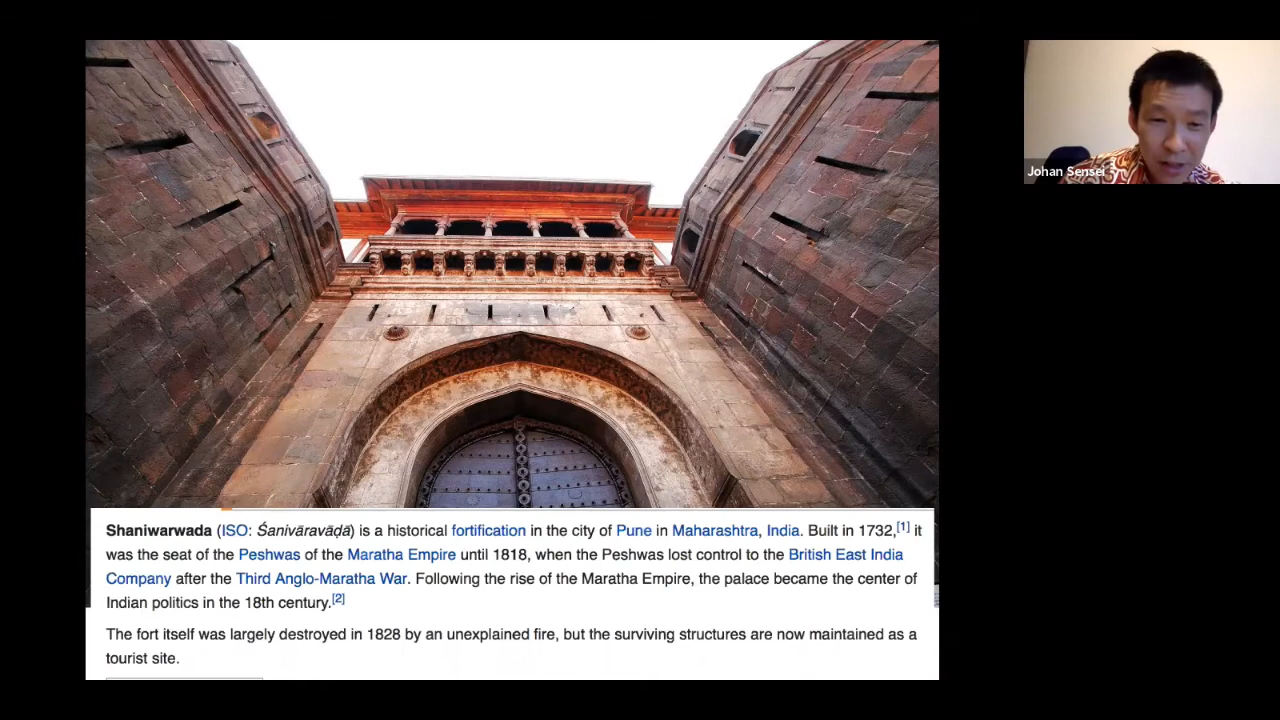 Johan Sensei
Shaniwarwada (ISO: Śanivāravāḍā) is a historical fortification in the city of Pune in Maharashtra, India. Built in 1732,[1] it
was the seat of the Peshwas of the Maratha Empire until 1818, when the Peshwas lost control to the British East India
Company after the Third Anglo-Maratha War. Following the rise of the Maratha Empire, the palace became the center of
Indian politics in the 18th century.[2]
The fort itself was largely destroyed in 1828 by an unexplained fire, but the surviving structures are now maintained as a
tourist site.